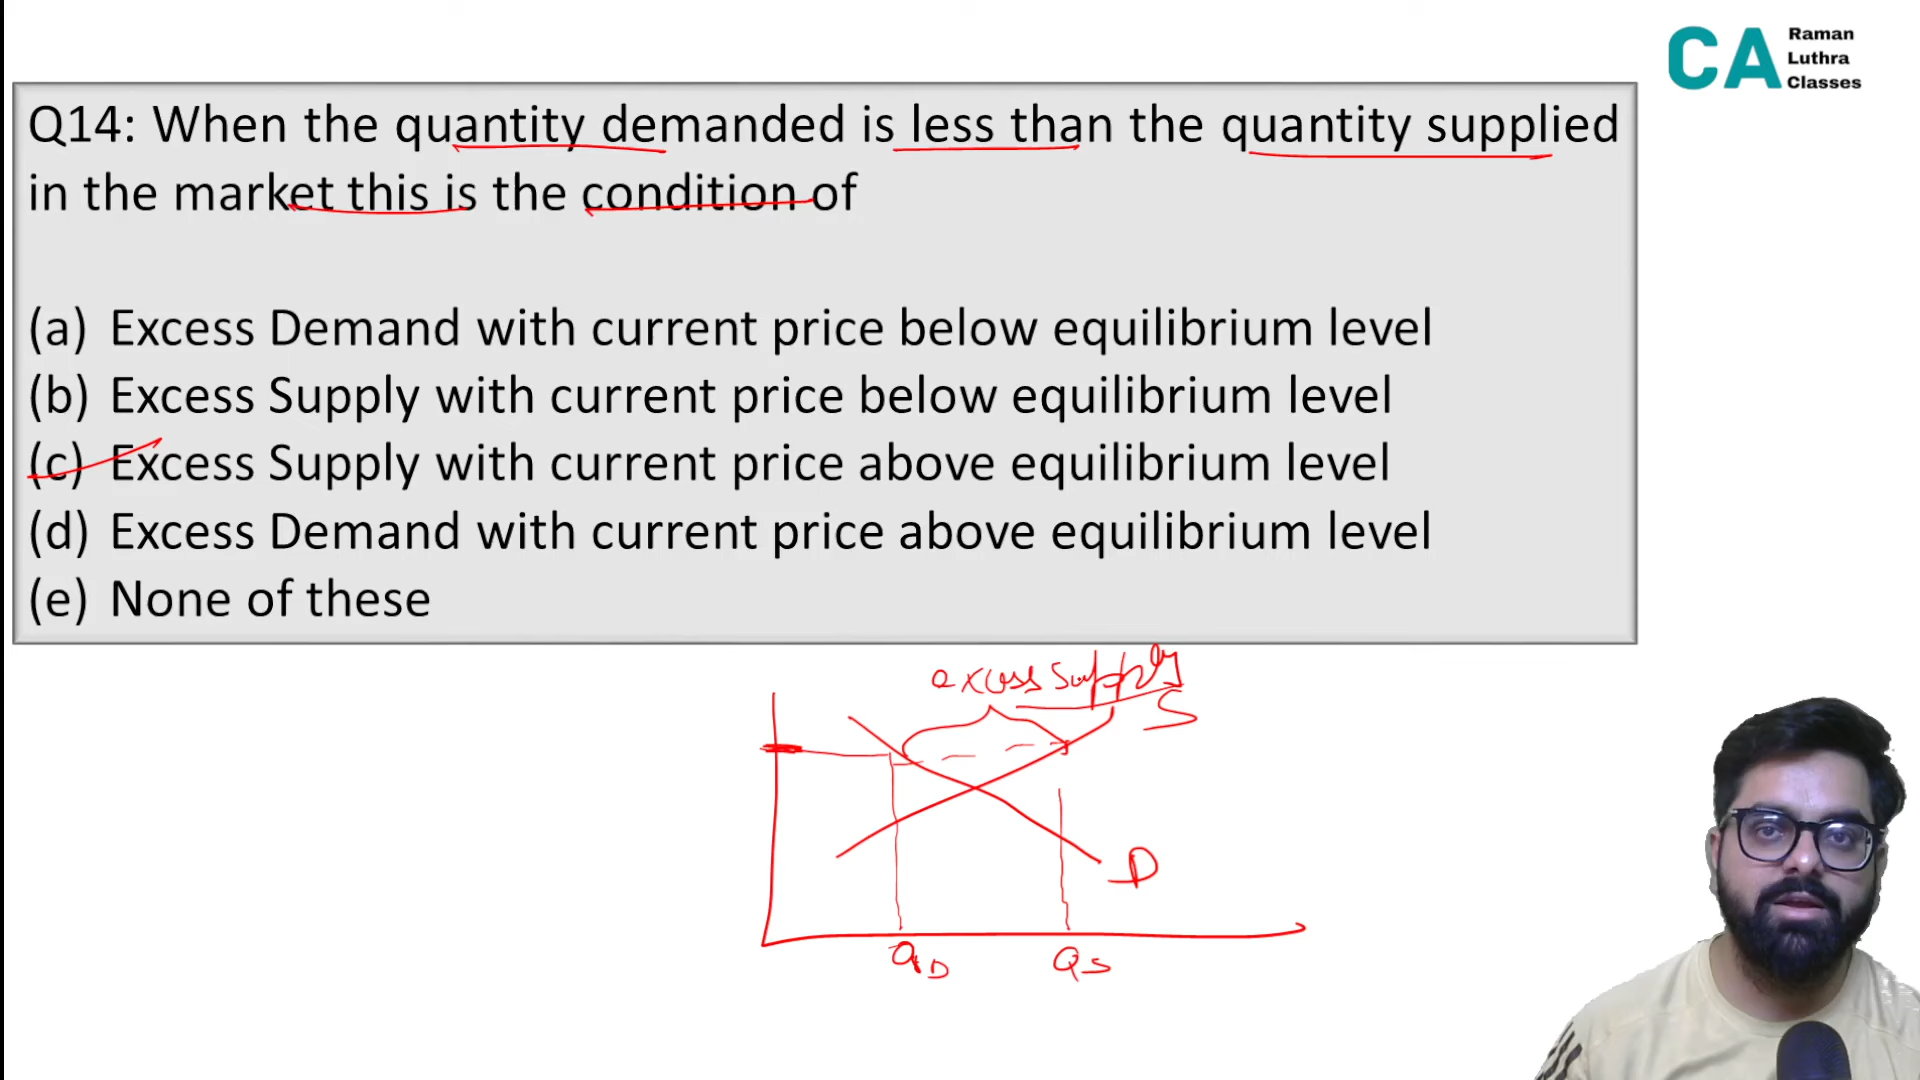 CA Raman
Luthra
Classes
Q14: When the quantity demanded is less than the quantity supplied
in the market this is the condition of
(a) Excess Demand with current price below equilibrium level
(b) Excess Supply with current price below equilibrium level
(c) Excess Supply with current price above equilibrium level
(d) Excess Demand with current price above equilibrium level
(e) None of these
excess supply
S
D
QD
QS